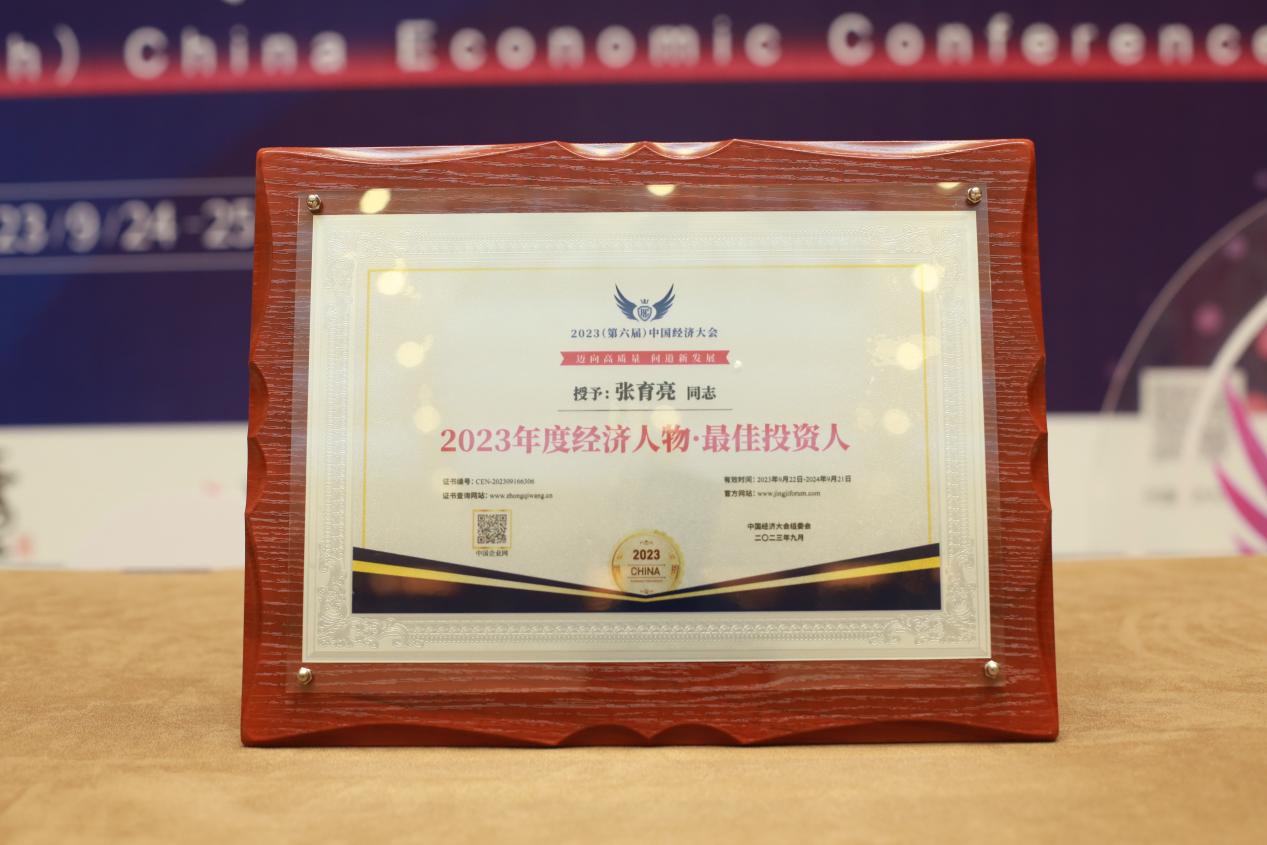 h) China Economic Conference
23/9/24-25
2023(第六届)中国经济大会
迈向高质量 问道新发展
授予:张育亮 同志
2023年度经济人物·最佳投资人
证书编号:CEN-202309166306
有效时间:2023年9月22日-2024年9月21日
证书查询网站:www.zhongqiwang.cn
官方网站:www.jingjiforum.com
中国企业网
中国经济大会组委会
二〇二三年九月
2023
CHINA